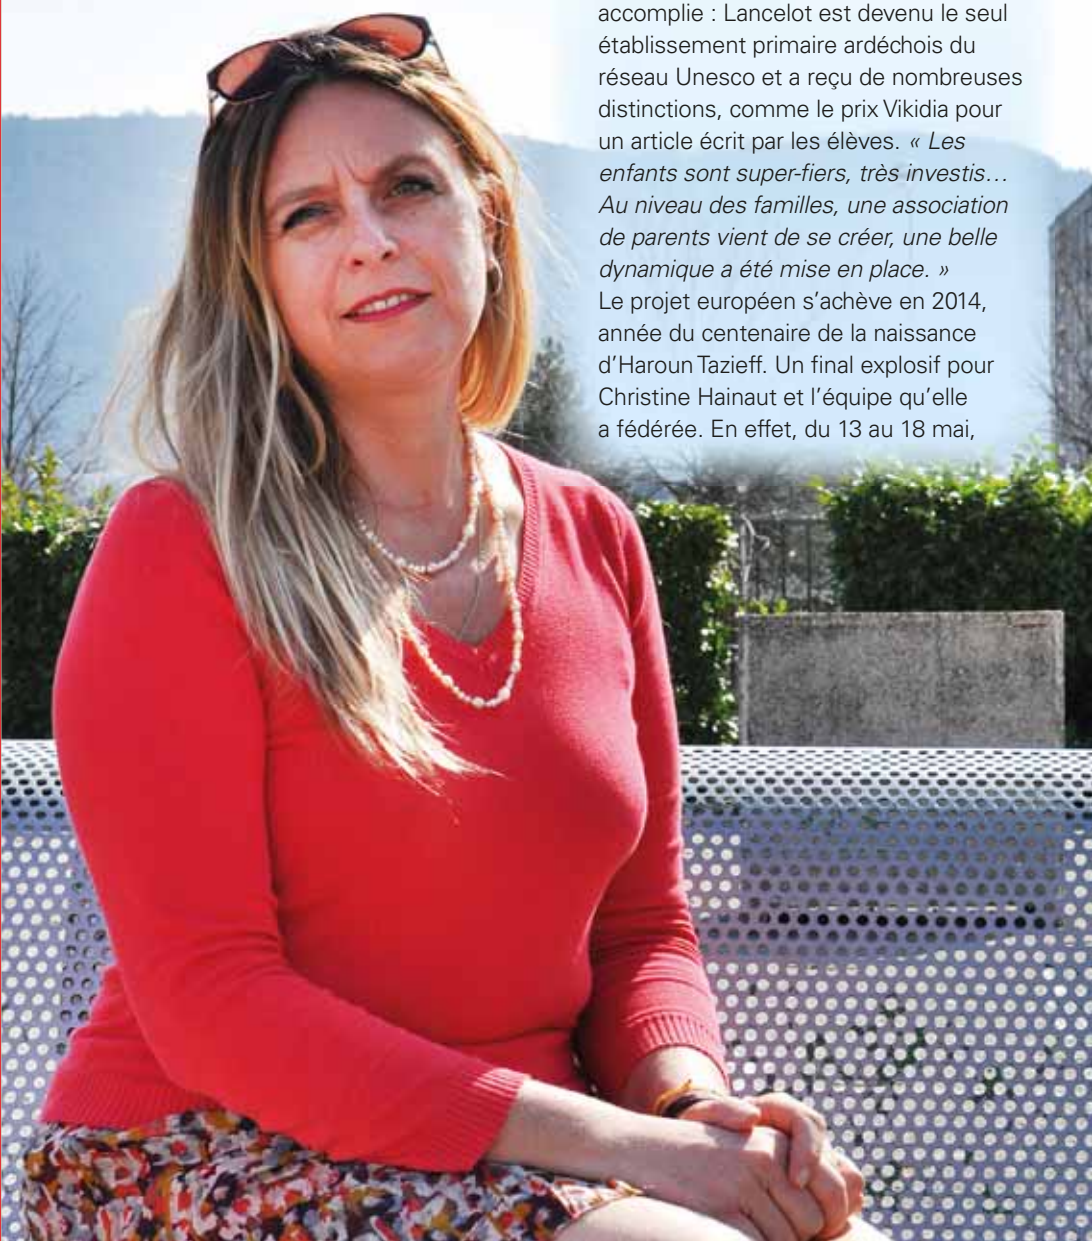 accomplie : Lancelot est devenu le seul
établissement primaire ardéchois du
réseau Unesco et a reçu de nombreuses
distinctions, comme le prix Vikidia pour
un article écrit par les élèves. « Les
enfants sont super-fiers, très investis…
Au niveau des familles, une association
de parents vient de se créer, une belle
dynamique a été mise en place. »
Le projet européen s’achève en 2014,
année du centenaire de la naissance
d’Haroun Tazieff. Un final explosif pour
Christine Hainaut et l’équipe qu’elle
a fédérée. En effet, du 13 au 18 mai,